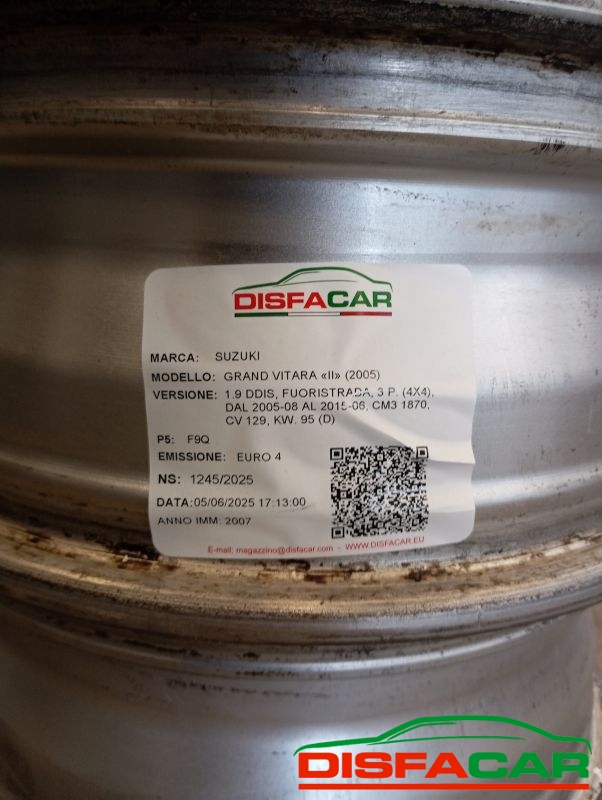 DISFACAR
MARCA: SUZUKI
MODELLO: GRAND VITARA «II» (2005)
VERSIONE: 1.9 DDIS, FUORISTRADA, 3 P. (4X4),
DAL 2005-08 AL 2015-06, CM3 1870,
CV 129, KW. 95 (D)
P5: F9Q
EMISSIONE: EURO 4
NS: 1245/2025
DATA:05/06/2025 17:13:00
ANNO IMM: 2007
E-mail: magazzino@disfacar.com - WWW.DISFACAR.EU
DISFACAR